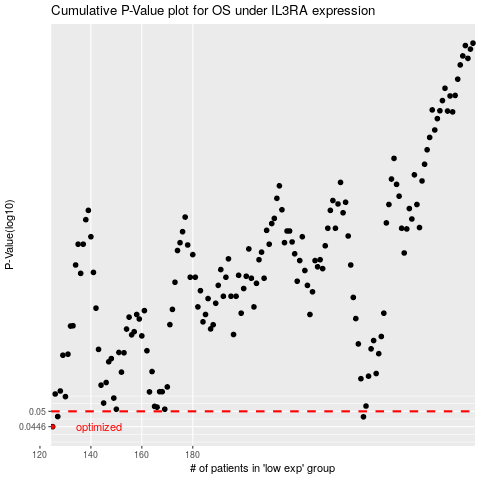 Cumulative P-Value plot for OS under IL3RA expression
P-Value(log10)
0.05
0.0446
optimized
120 140 160 180
# of patients in 'low exp' group